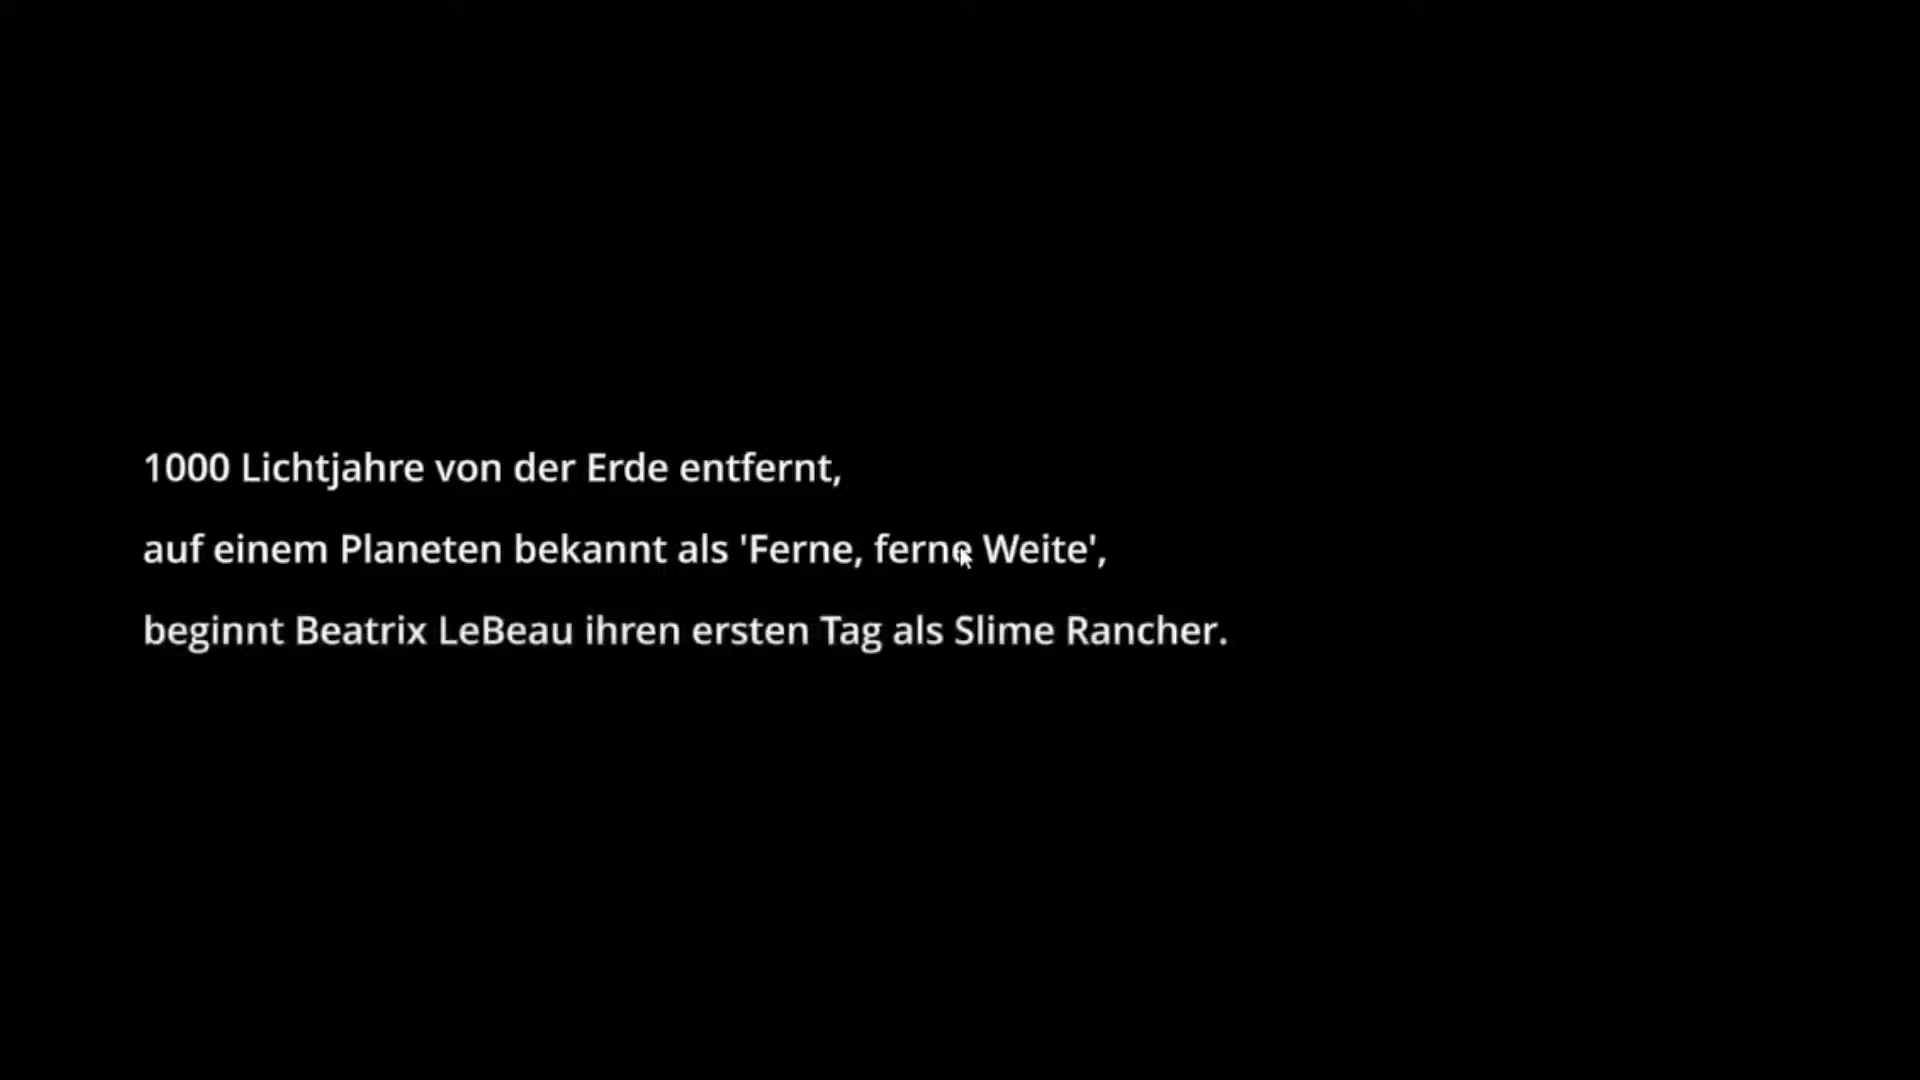 1000 Lichtjahre von der Erde entfernt,
auf einem Planeten bekannt als 'Ferne, ferne Weite',
beginnt Beatrix LeBeau ihren ersten Tag als Slime Rancher.